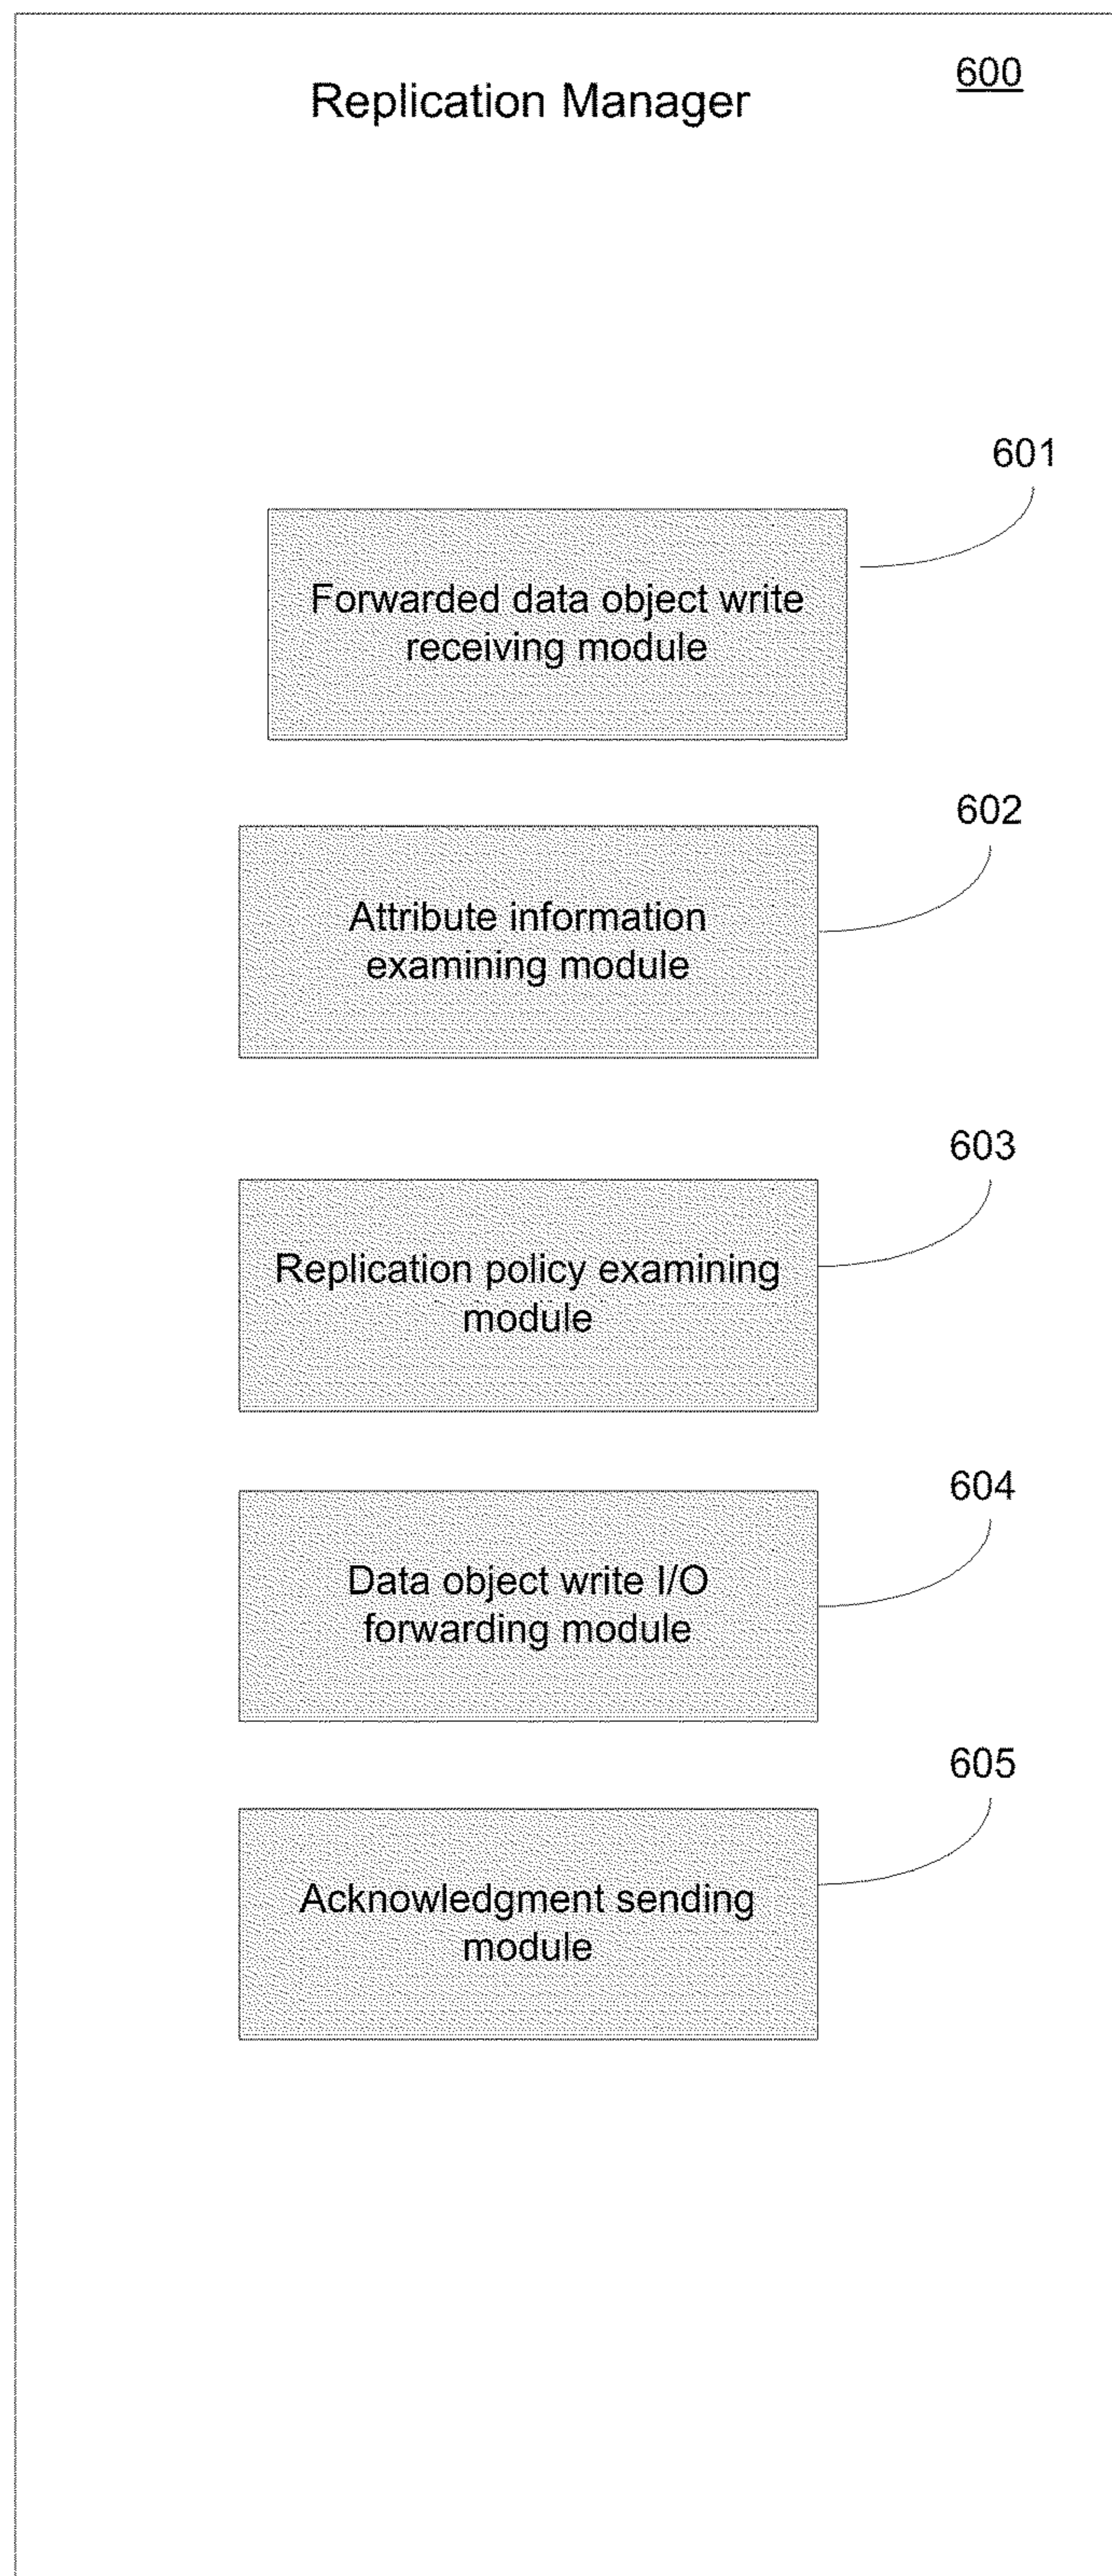 Replication Manager
600
601
Forwarded data object write
receiving module
602
Attribute information
examining module
603
Replication policy examining
module
604
Data object write I/O
forwarding module
605
Acknowledgment sending
module